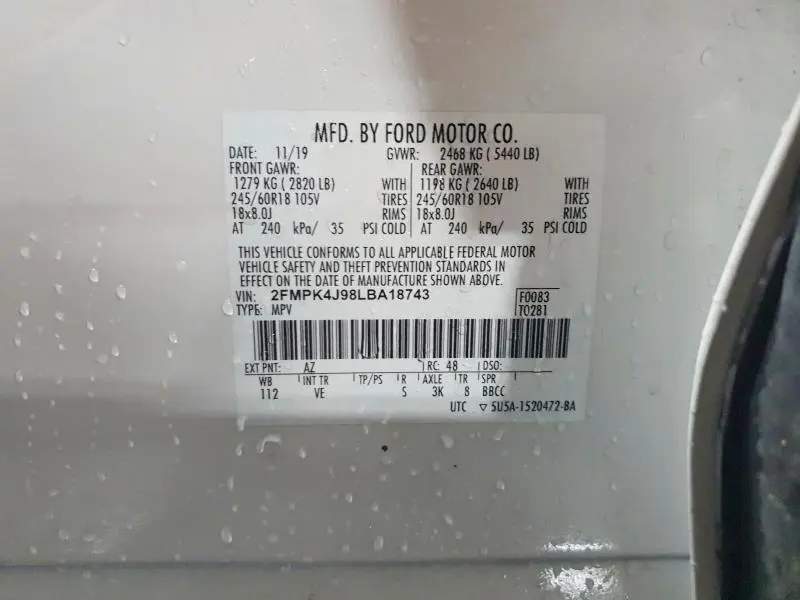 MFD. BY FORD MOTOR CO.
DATE: 11/19 GVWR: 2468 KG ( 5440 LB)
FRONT GAWR: REAR GAWR:
1279 KG ( 2820 LB) WITH 1198 KG ( 2640 LB) WITH
245/60R18 105V TIRES 245/60R18 105V TIRES
18x8.0J RIMS 18x8.0J RIMS
AT 240 kPa/ 35 PSI COLD AT 240 kPa/ 35 PSI COLD
THIS VEHICLE CONFORMS TO ALL APPLICABLE FEDERAL MOTOR
VEHICLE SAFETY AND THEFT PREVENTION STANDARDS IN
EFFECT ON THE DATE OF MANUFACTURE SHOWN ABOVE.
VIN: 2FMPK4J98LBA18743 F0083
TYPE: MPV T0281
EXT PNT: AZ RC: 48 DSO:
WB INT TR TP/PS R AXLE TR SPR
112 VE S 3K 8 BBCC
UTC ▽ 5U5A-1520472-BA